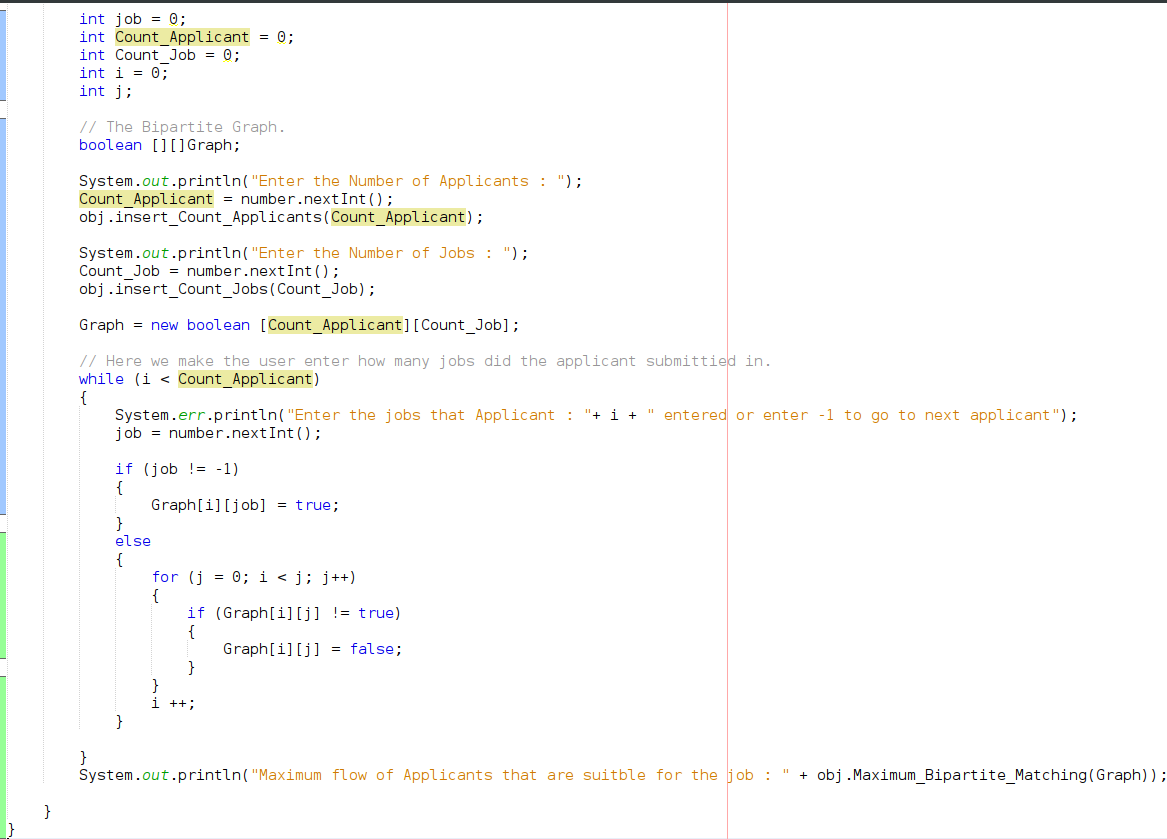 int job = 0;
int Count_Applicant = 0;
int Count_Job = 0;
int i = 0;
int j;
// The Bipartite Graph.
boolean [][]Graph;
System.out.println("Enter the Number of Applicants : ");
Count_Applicant = number.nextInt();
obj.insert_Count_Applicants(Count_Applicant);
System.out.println("Enter the Number of Jobs : ");
Count_Job = number.nextInt();
obj.insert_Count_Jobs(Count_Job);
Graph = new boolean [Count_Applicant][Count_Job];
// Here we make the user enter how many jobs did the applicant submittied in.
while (i < Count_Applicant)
{
System.err.println("Enter the jobs that Applicant : "+ i + " entered or enter -1 to go to next applicant");
job = number.nextInt();
if (job != -1)
{
Graph[i][job] = true;
}
else
{
for (j = 0; i < j; j++)
{
if (Graph[i][j] != true)
{
Graph[i][j] = false;
}
}
i ++;
}
}
System.out.println("Maximum flow of Applicants that are suitble for the job : " + obj.Maximum_Bipartite_Matching(Graph));
}
}